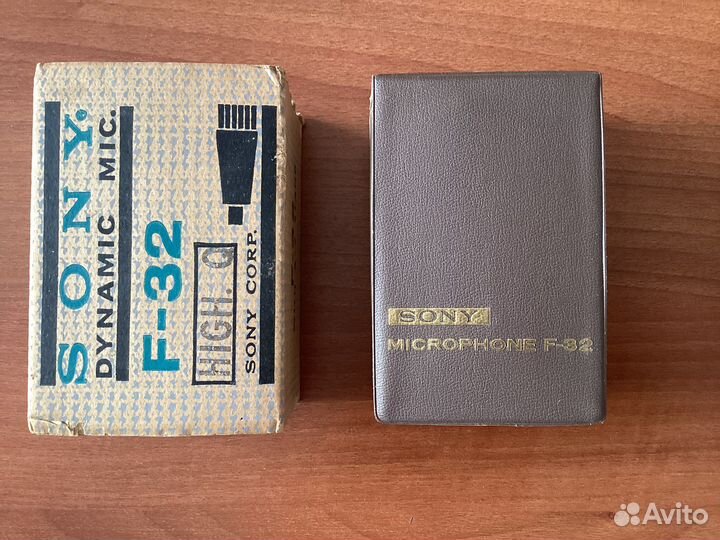 SONY.
DYNAMIC MIC.
F-32
HIGH. Q
SONY CORP.
SONY
MICROPHONE F-32
Avito